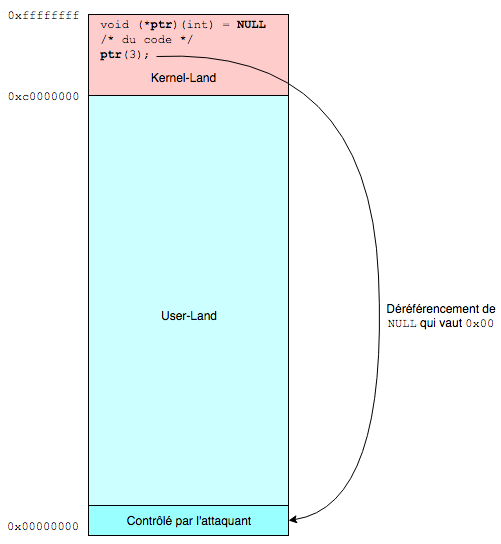 0xffffffff
void (*ptr)(int) = NULL
/* du code */
ptr(3);
Kernel-Land
0xc0000000
User-Land
Déréférencement de
NULL qui vaut 0x00
Contrôlé par l'attaquant
0x00000000